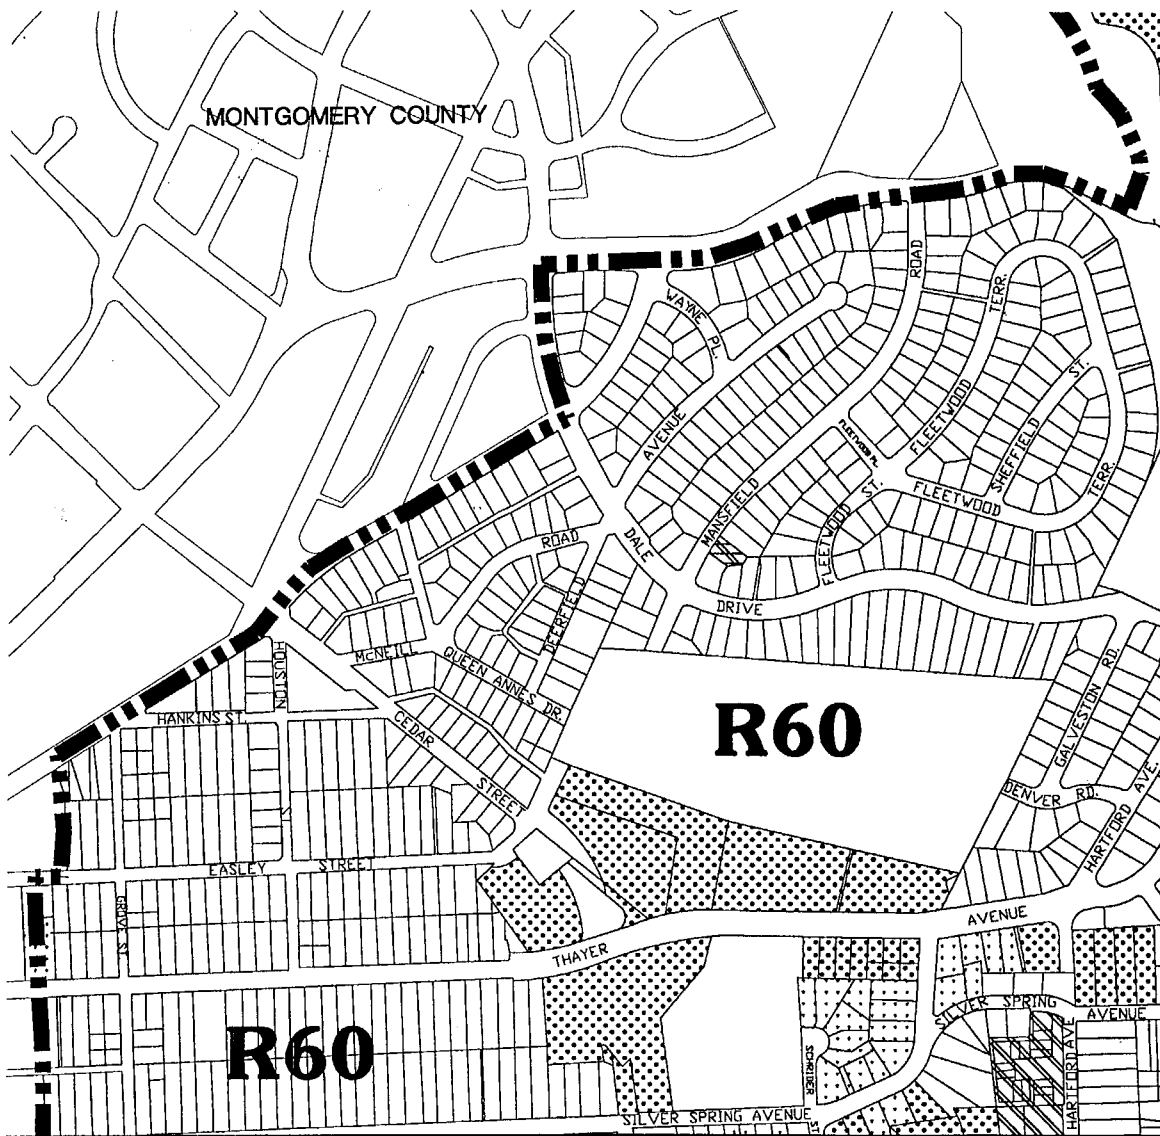 MONTGOMERY COUNTY
ROAD
TERR.
WAYNE PL.
ST.
AVENUE
FLEETWOOD
FLEETWOOD PL.
SHEFFIELD
TERR.
MANSFIELD
ST.
FLEETWOOD
FLEETWOOD
ROAD
DALE
DEERFIELD
DRIVE
McNEILL
QUEEN ANNES DR.
HOUSTON
GALVESTON RD.
HANKINS ST.
CEDAR
R60
AVE.
STREET
DENVER RD.
HARTFORD
EASLEY STREET
GROVE ST.
AVENUE
THAYER
SILVER SPRING
AVENUE
R60
SCHRIDER
HARTFORD AVE
SILVER SPRING AVENUE
ST